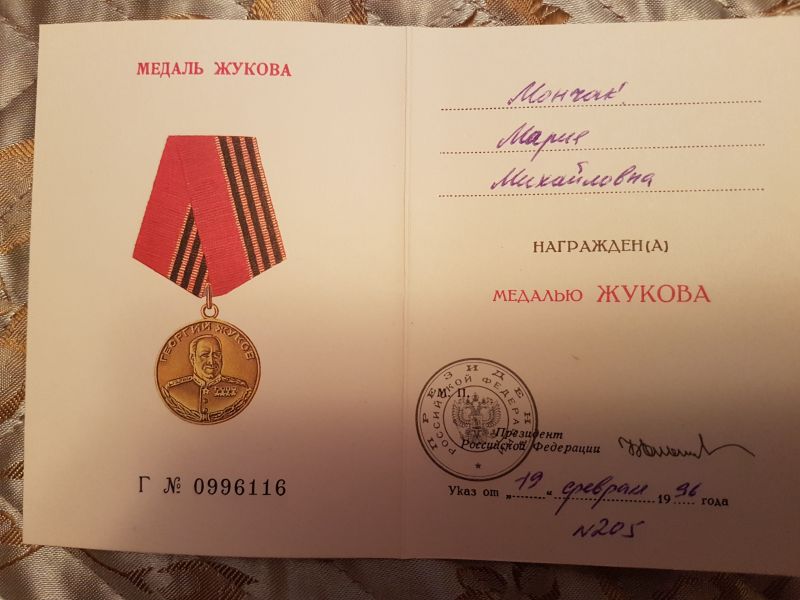 МЕДАЛЬ ЖУКОВА
ГЕОРГИЙ ЖУКОВ
Г № 0996116
Мончак
Мария
Михайловна
НАГРАЖДЕН(А)
МЕДАЛЬЮ ЖУКОВА
ПРЕЗИДЕНТ
РОССИЙСКОЙ ФЕДЕРАЦИИ
М. П.
Президент
Российской Федерации
Указ от „19“ февраля 1996 года
№205